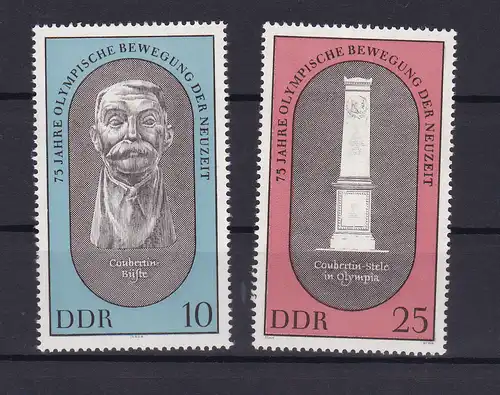 75 JAHRE OLYMPISCHE BEWEGUNG DER NEUZEIT
Coubertin-
Büste
DDR 10
75 JAHRE OLYMPISCHE BEWEGUNG DER NEUZEIT
Coubertin-Stele
in Olympia
DDR 25